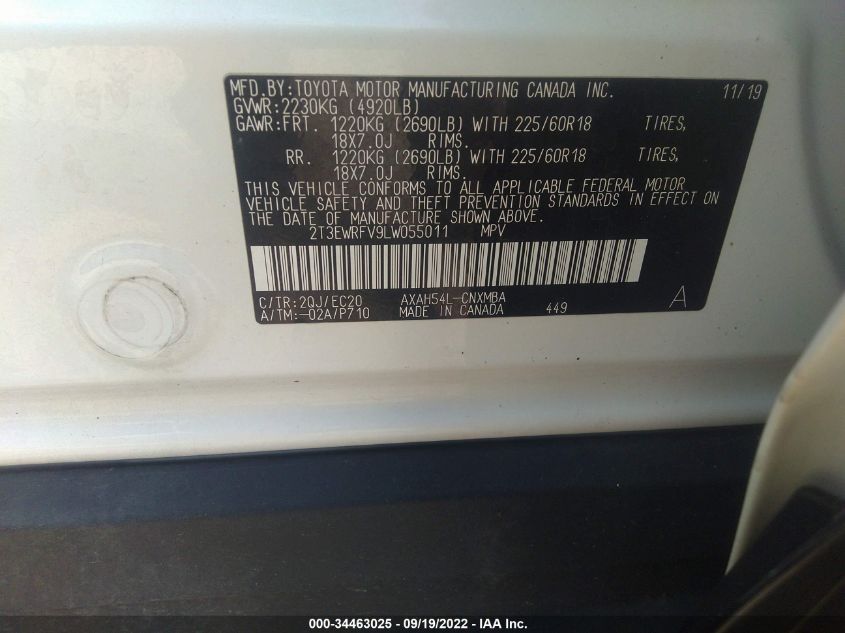 MFD.BY:TOYOTA MOTOR MANUFACTURING CANADA INC. 11/19
GVWR:2230KG (4920LB)
GAWR:FRT. 1220KG (2690LB) WITH 225/60R18 TIRES,
18X7.0J RIMS.
RR. 1220KG (2690LB) WITH 225/60R18 TIRES,
18X7.0J RIMS.
THIS VEHICLE CONFORMS TO ALL APPLICABLE FEDERAL MOTOR
VEHICLE SAFETY AND THEFT PREVENTION STANDARDS IN EFFECT ON
THE DATE OF MANUFACTURE SHOWN ABOVE.
2T3EWRFV9LW055011 MPV
C/TR:2QJ/EC20 AXAH54L-CNXMBA
A/TM:-02A/P710 MADE IN CANADA 449 A
000-34463025 - 09/19/2022 - IAA Inc.